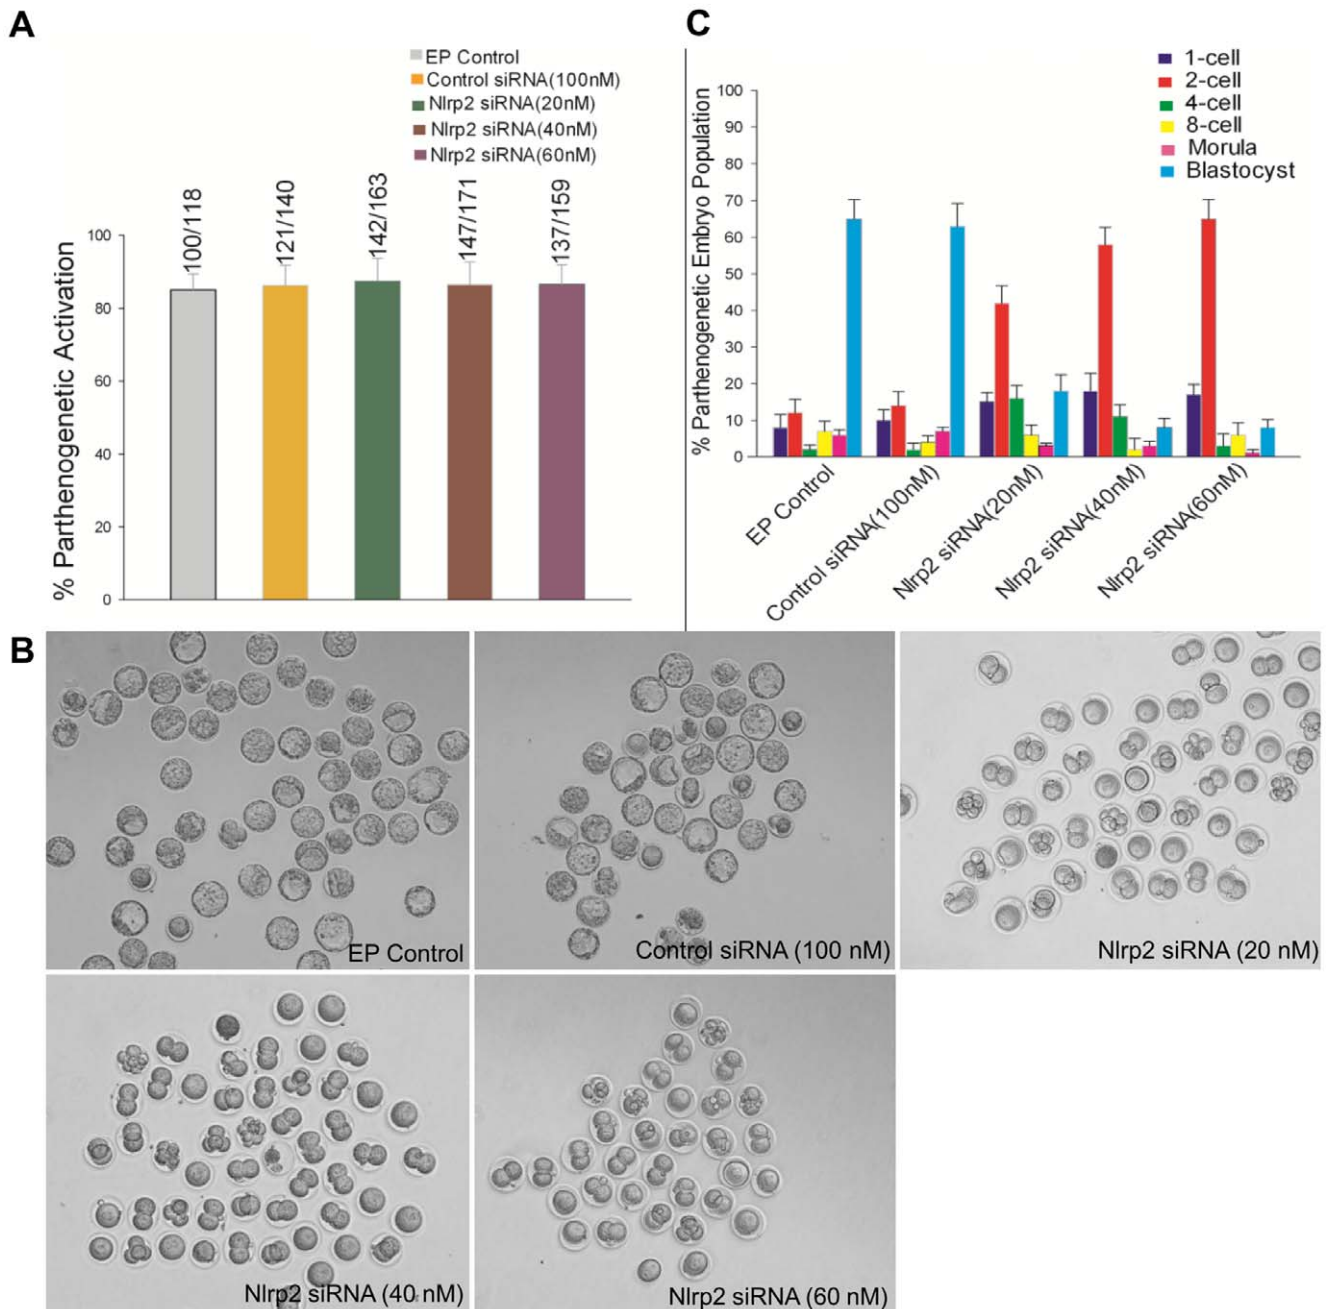 A
EP Control
Control siRNA(100nM)
Nlrp2 siRNA(20nM)
Nlrp2 siRNA(40nM)
Nlrp2 siRNA(60nM)
100/118
121/140
142/163
147/171
137/159
% Parthenogenetic Activation
100
80
60
40
20
0
C
1-cell
2-cell
4-cell
8-cell
Morula
Blastocyst
% Parthenogenetic Embryo Population
100
90
80
70
60
50
40
30
20
10
0
EP Control
Control siRNA(100nM)
Nlrp2 siRNA(20nM)
Nlrp2 siRNA(40nM)
Nlrp2 siRNA(60nM)
B
EP Control
Control siRNA (100 nM)
Nlrp2 siRNA (20 nM)
Nlrp2 siRNA (40 nM)
Nlrp2 siRNA (60 nM)